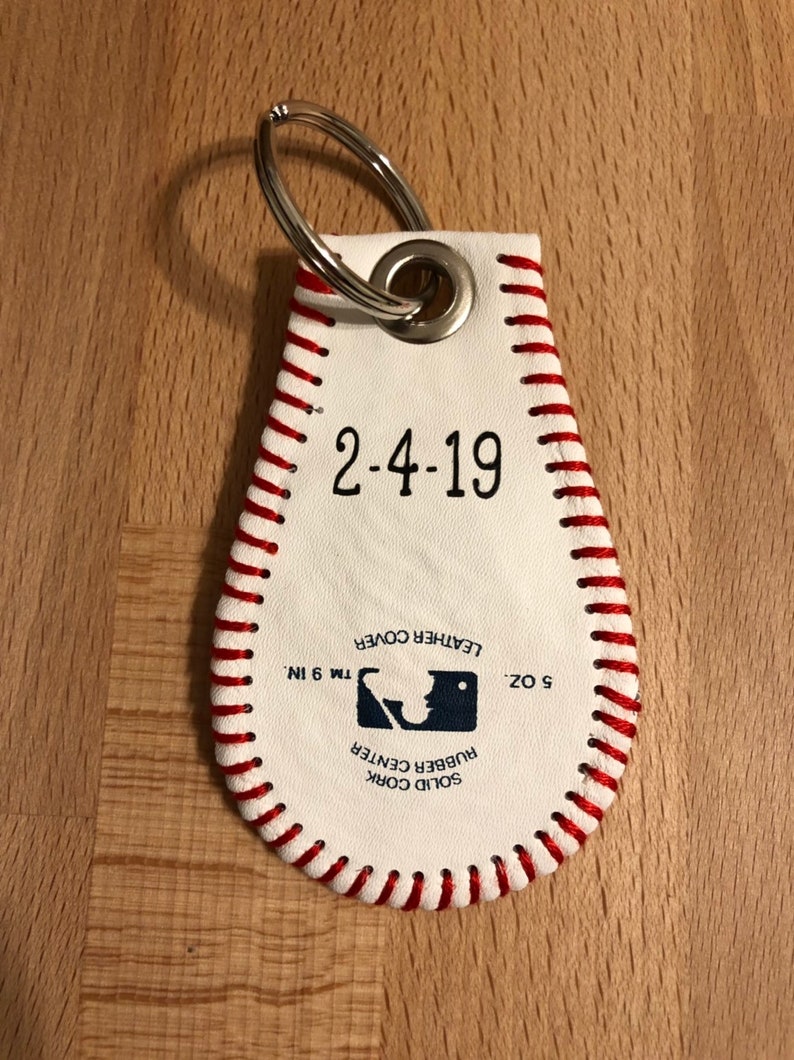 2-4-19
SOLID CORK
RUBBER CENTER
5 OZ. TM 9 IN.
LEATHER COVER